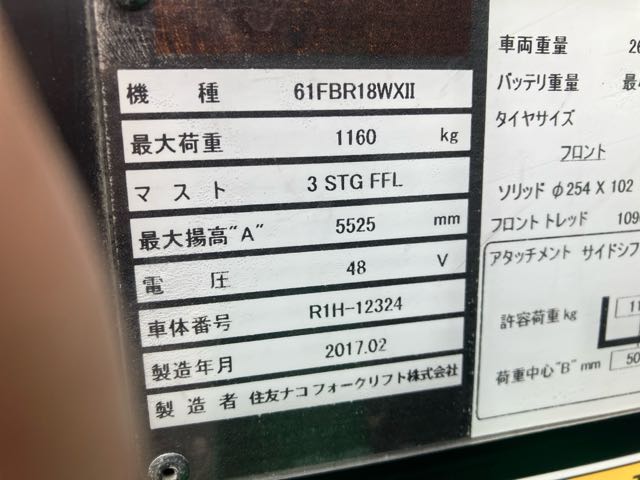 機 種 61FBR18WXII
最大荷重 1160 kg
マスト 3 STG FFL
最大揚高"A" 5525 mm
電 圧 48 V
車体番号 R1H-12324
製造年月 2017.02
製造者 住友ナコフォークリフト株式会社
車両重量
バッテリ重量
タイヤサイズ
フロント
ソリッド φ254 X 102
フロントトレッド
アタッチメント
許容荷重kg
荷重中心"B" mm